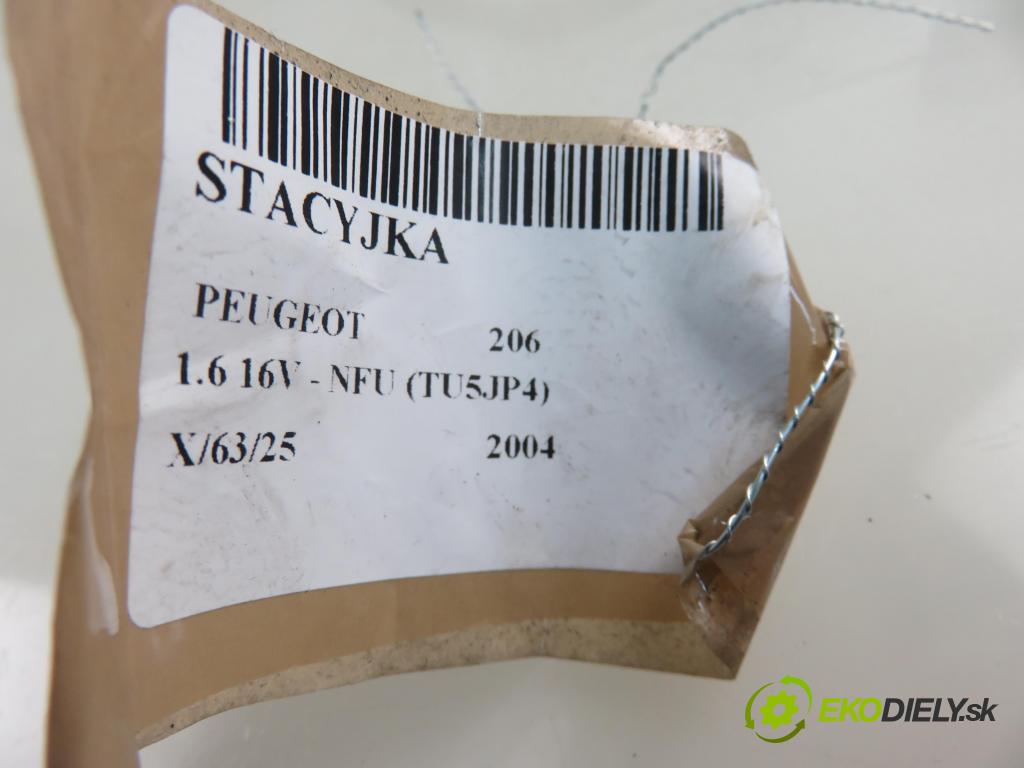 STACYJKA
PEUGEOT 206
1.6 16V - NFU (TU5JP4)
X/63/25 2004
EKODIELY.sk